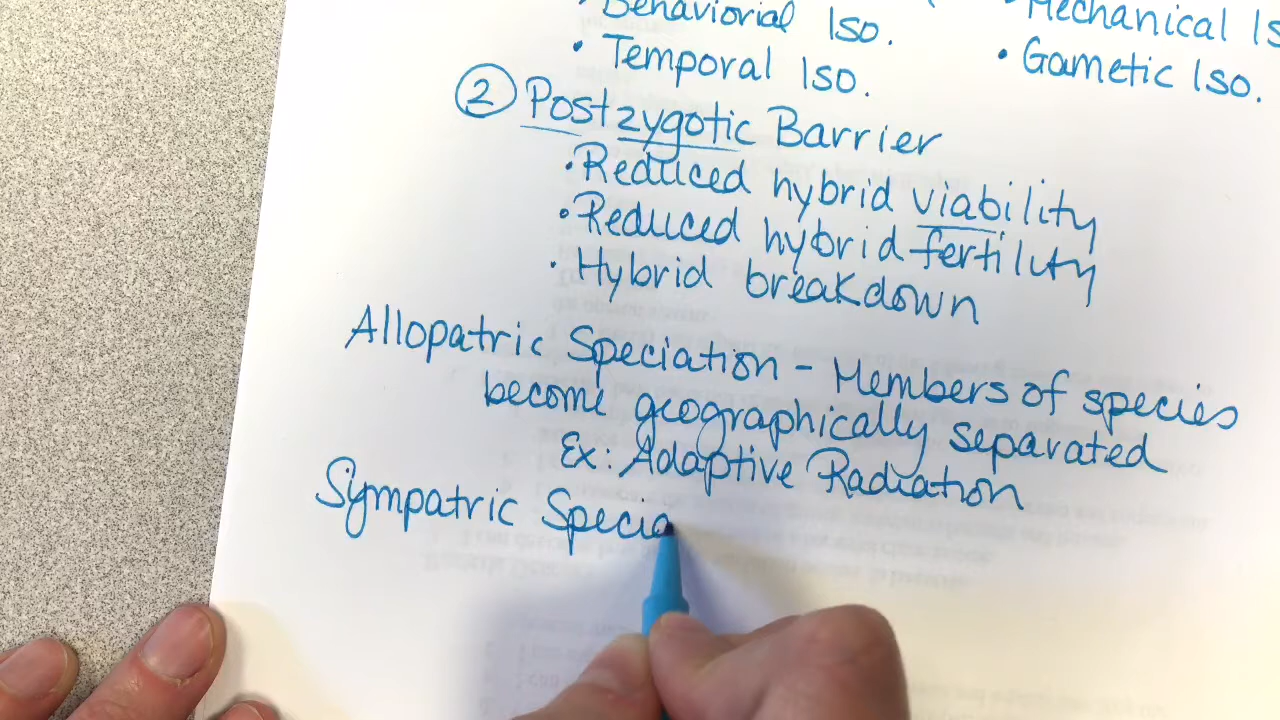 • Behaviorial Iso. • Mechanical Is
• Temporal Iso. • Gametic Iso.
② Postzygotic Barrier
• Reduced hybrid viability
• Reduced hybrid fertility
• Hybrid breakdown
Allopatric Speciation - Members of species
become geographically separated
Ex: Adaptive Radiation
Sympatric Specia